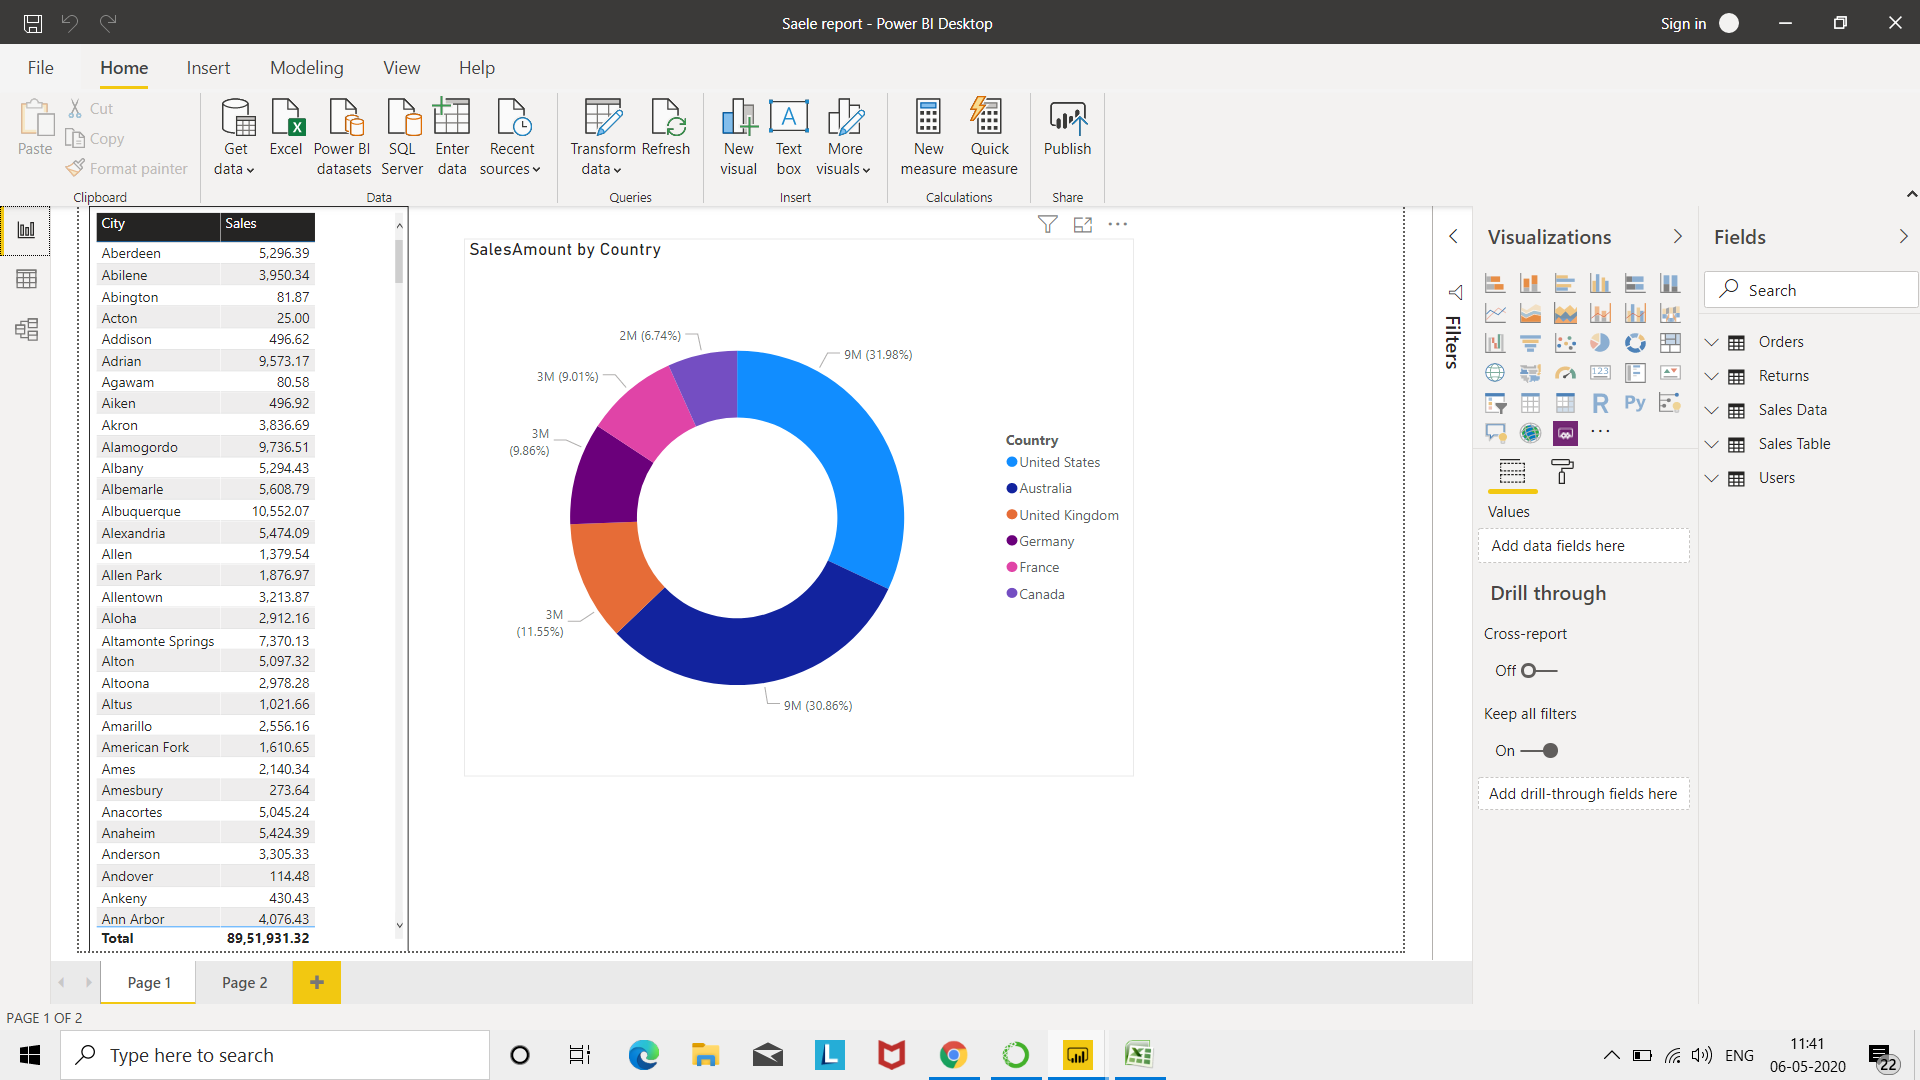 Saele report - Power BI Desktop
Sign in
File Home Insert Modeling View Help
Paste
Cut
Copy
Format painter
Clipboard
Get data
Excel
Power BI datasets
SQL Server
Enter data
Recent sources
Data
Transform data
Refresh
Queries
New visual
Text box
More visuals
Insert
New measure
Quick measure
Calculations
Publish
Share
City Sales
Aberdeen 5,296.39
Abilene 3,950.34
Abington 81.87
Acton 25.00
Addison 496.62
Adrian 9,573.17
Agawam 80.58
Aiken 496.92
Akron 3,836.69
Alamogordo 9,736.51
Albany 5,294.43
Albemarle 5,608.79
Albuquerque 10,552.07
Alexandria 5,474.09
Allen 1,379.54
Allen Park 1,876.97
Allentown 3,213.87
Aloha 2,912.16
Altamonte Springs 7,370.13
Alton 5,097.32
Altoona 2,978.28
Altus 1,021.66
Amarillo 2,556.16
American Fork 1,610.65
Ames 2,140.34
Amesbury 273.64
Anacortes 5,045.24
Anaheim 5,424.39
Anderson 3,305.33
Andover 114.48
Ankeny 430.43
Ann Arbor 4,076.43
Total 89,51,931.32
SalesAmount by Country
2M (6.74%)
9M (31.98%)
3M (9.01%)
3M
(9.86%)
3M
(11.55%)
9M (30.86%)
Country
United States
Australia
United Kingdom
Germany
France
Canada
Filters
Visualizations
123
R
Py
Values
Add data fields here
Drill through
Cross-report
Off
Keep all filters
On
Add drill-through fields here
Fields
Search
Orders
Returns
Sales Data
Sales Table
Users
Page 1 Page 2 +
PAGE 1 OF 2
Type here to search
L
ENG
11:41
06-05-2020
22